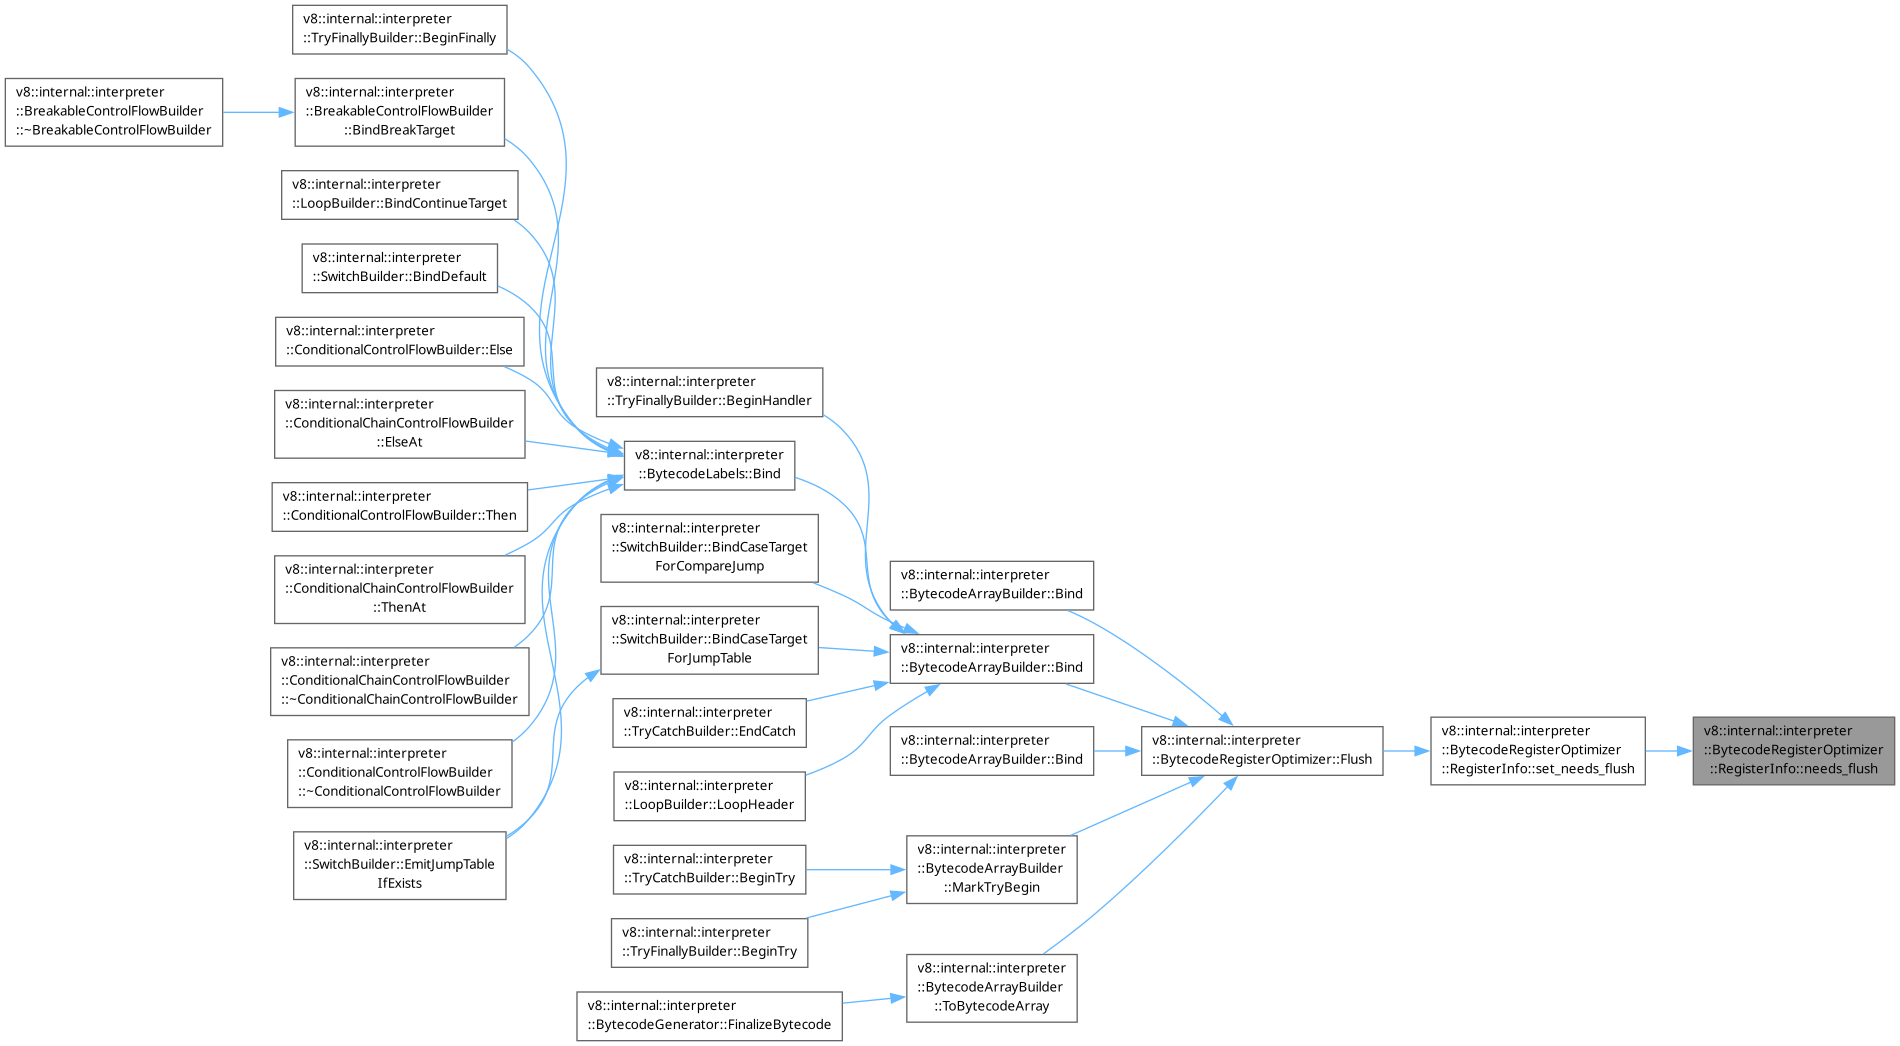 v8::internal::interpreter
::TryFinallyBuilder::BeginFinally
v8::internal::interpreter
::BreakableControlFlowBuilder
::~BreakableControlFlowBuilder
v8::internal::interpreter
::BreakableControlFlowBuilder
::BindBreakTarget
v8::internal::interpreter
::LoopBuilder::BindContinueTarget
v8::internal::interpreter
::SwitchBuilder::BindDefault
v8::internal::interpreter
::ConditionalControlFlowBuilder::Else
v8::internal::interpreter
::ConditionalChainControlFlowBuilder
::ElseAt
v8::internal::interpreter
::ConditionalControlFlowBuilder::Then
v8::internal::interpreter
::ConditionalChainControlFlowBuilder
::ThenAt
v8::internal::interpreter
::ConditionalChainControlFlowBuilder
::~ConditionalChainControlFlowBuilder
v8::internal::interpreter
::ConditionalControlFlowBuilder
::~ConditionalControlFlowBuilder
v8::internal::interpreter
::SwitchBuilder::EmitJumpTable
IfExists
v8::internal::interpreter
::TryFinallyBuilder::BeginHandler
v8::internal::interpreter
::BytecodeLabels::Bind
v8::internal::interpreter
::SwitchBuilder::BindCaseTarget
ForCompareJump
v8::internal::interpreter
::SwitchBuilder::BindCaseTarget
ForJumpTable
v8::internal::interpreter
::TryCatchBuilder::EndCatch
v8::internal::interpreter
::LoopBuilder::LoopHeader
v8::internal::interpreter
::TryCatchBuilder::BeginTry
v8::internal::interpreter
::TryFinallyBuilder::BeginTry
v8::internal::interpreter
::BytecodeGenerator::FinalizeBytecode
v8::internal::interpreter
::BytecodeArrayBuilder::Bind
v8::internal::interpreter
::BytecodeArrayBuilder::Bind
v8::internal::interpreter
::BytecodeArrayBuilder::Bind
v8::internal::interpreter
::BytecodeArrayBuilder
::MarkTryBegin
v8::internal::interpreter
::BytecodeArrayBuilder
::ToBytecodeArray
v8::internal::interpreter
::BytecodeRegisterOptimizer::Flush
v8::internal::interpreter
::BytecodeRegisterOptimizer
::RegisterInfo::set_needs_flush
v8::internal::interpreter
::BytecodeRegisterOptimizer
::RegisterInfo::needs_flush